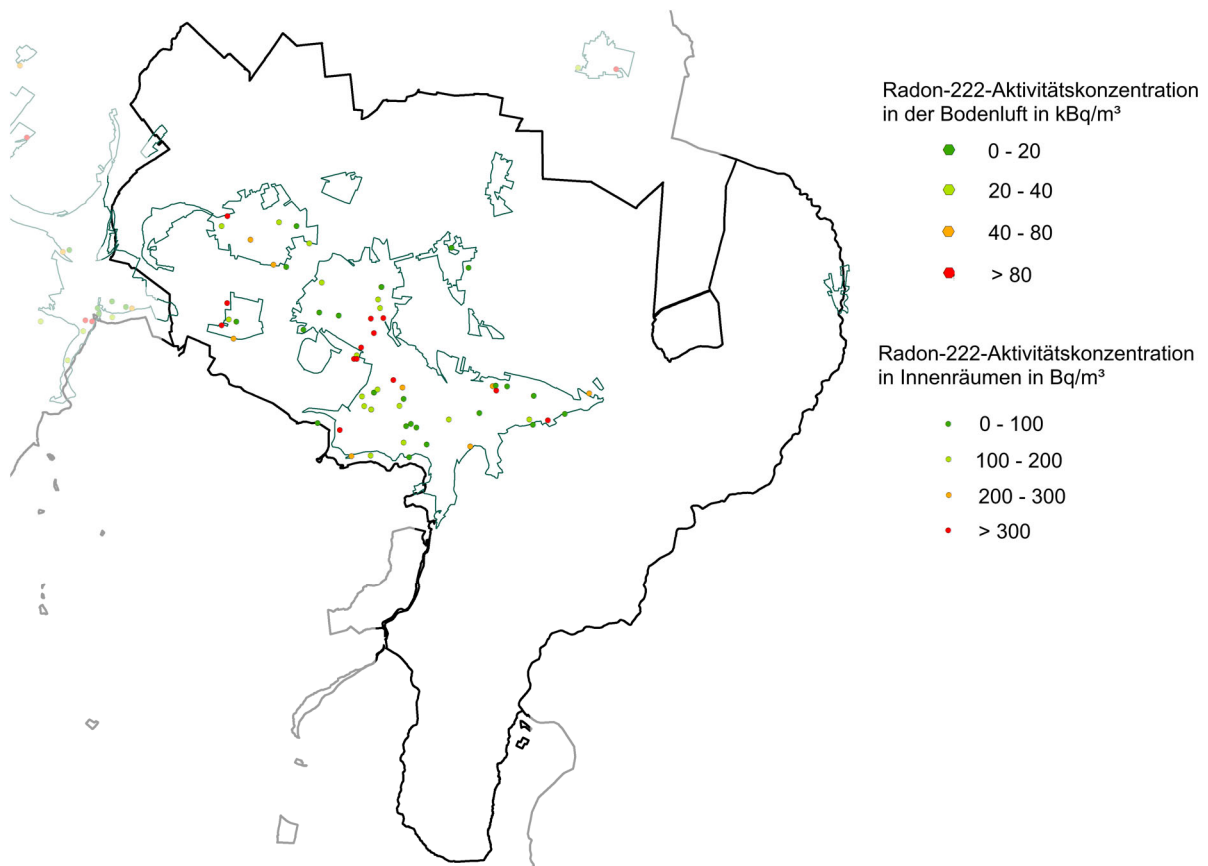 Radon-222-Aktivitätskonzentration
in der Bodenluft in kBq/m³
0 - 20
20 - 40
40 - 80
> 80
Radon-222-Aktivitätskonzentration
in Innenräumen in Bq/m³
0 - 100
100 - 200
200 - 300
> 300